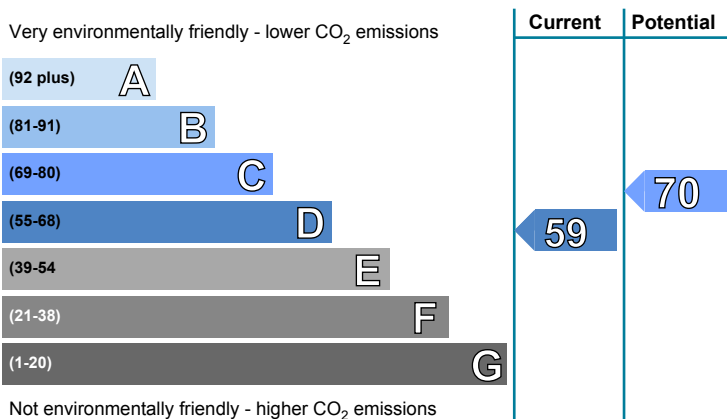 Very environmentally friendly - lower CO2 emissions
Current
Potential
(92 plus) A
(81-91) B
(69-80) C
70
(55-68) D
59
(39-54 E
(21-38) F
(1-20) G
Not environmentally friendly - higher CO2 emissions